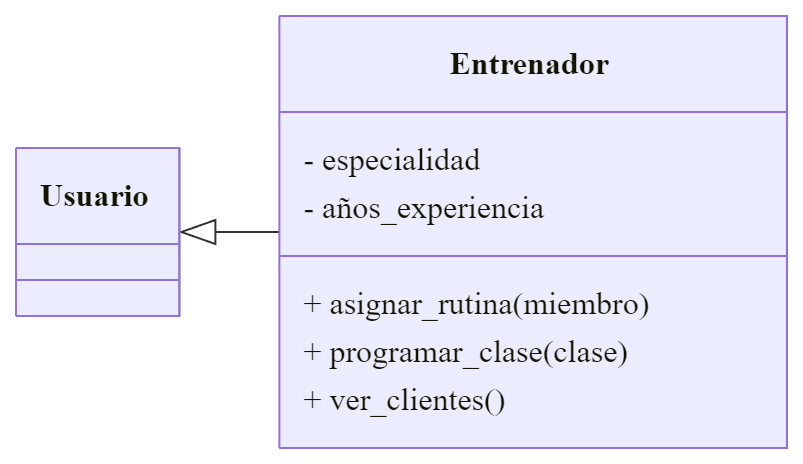 Usuario
Entrenador
- especialidad
- años_experiencia
+ asignar_rutina(miembro)
+ programar_clase(clase)
+ ver_clientes()